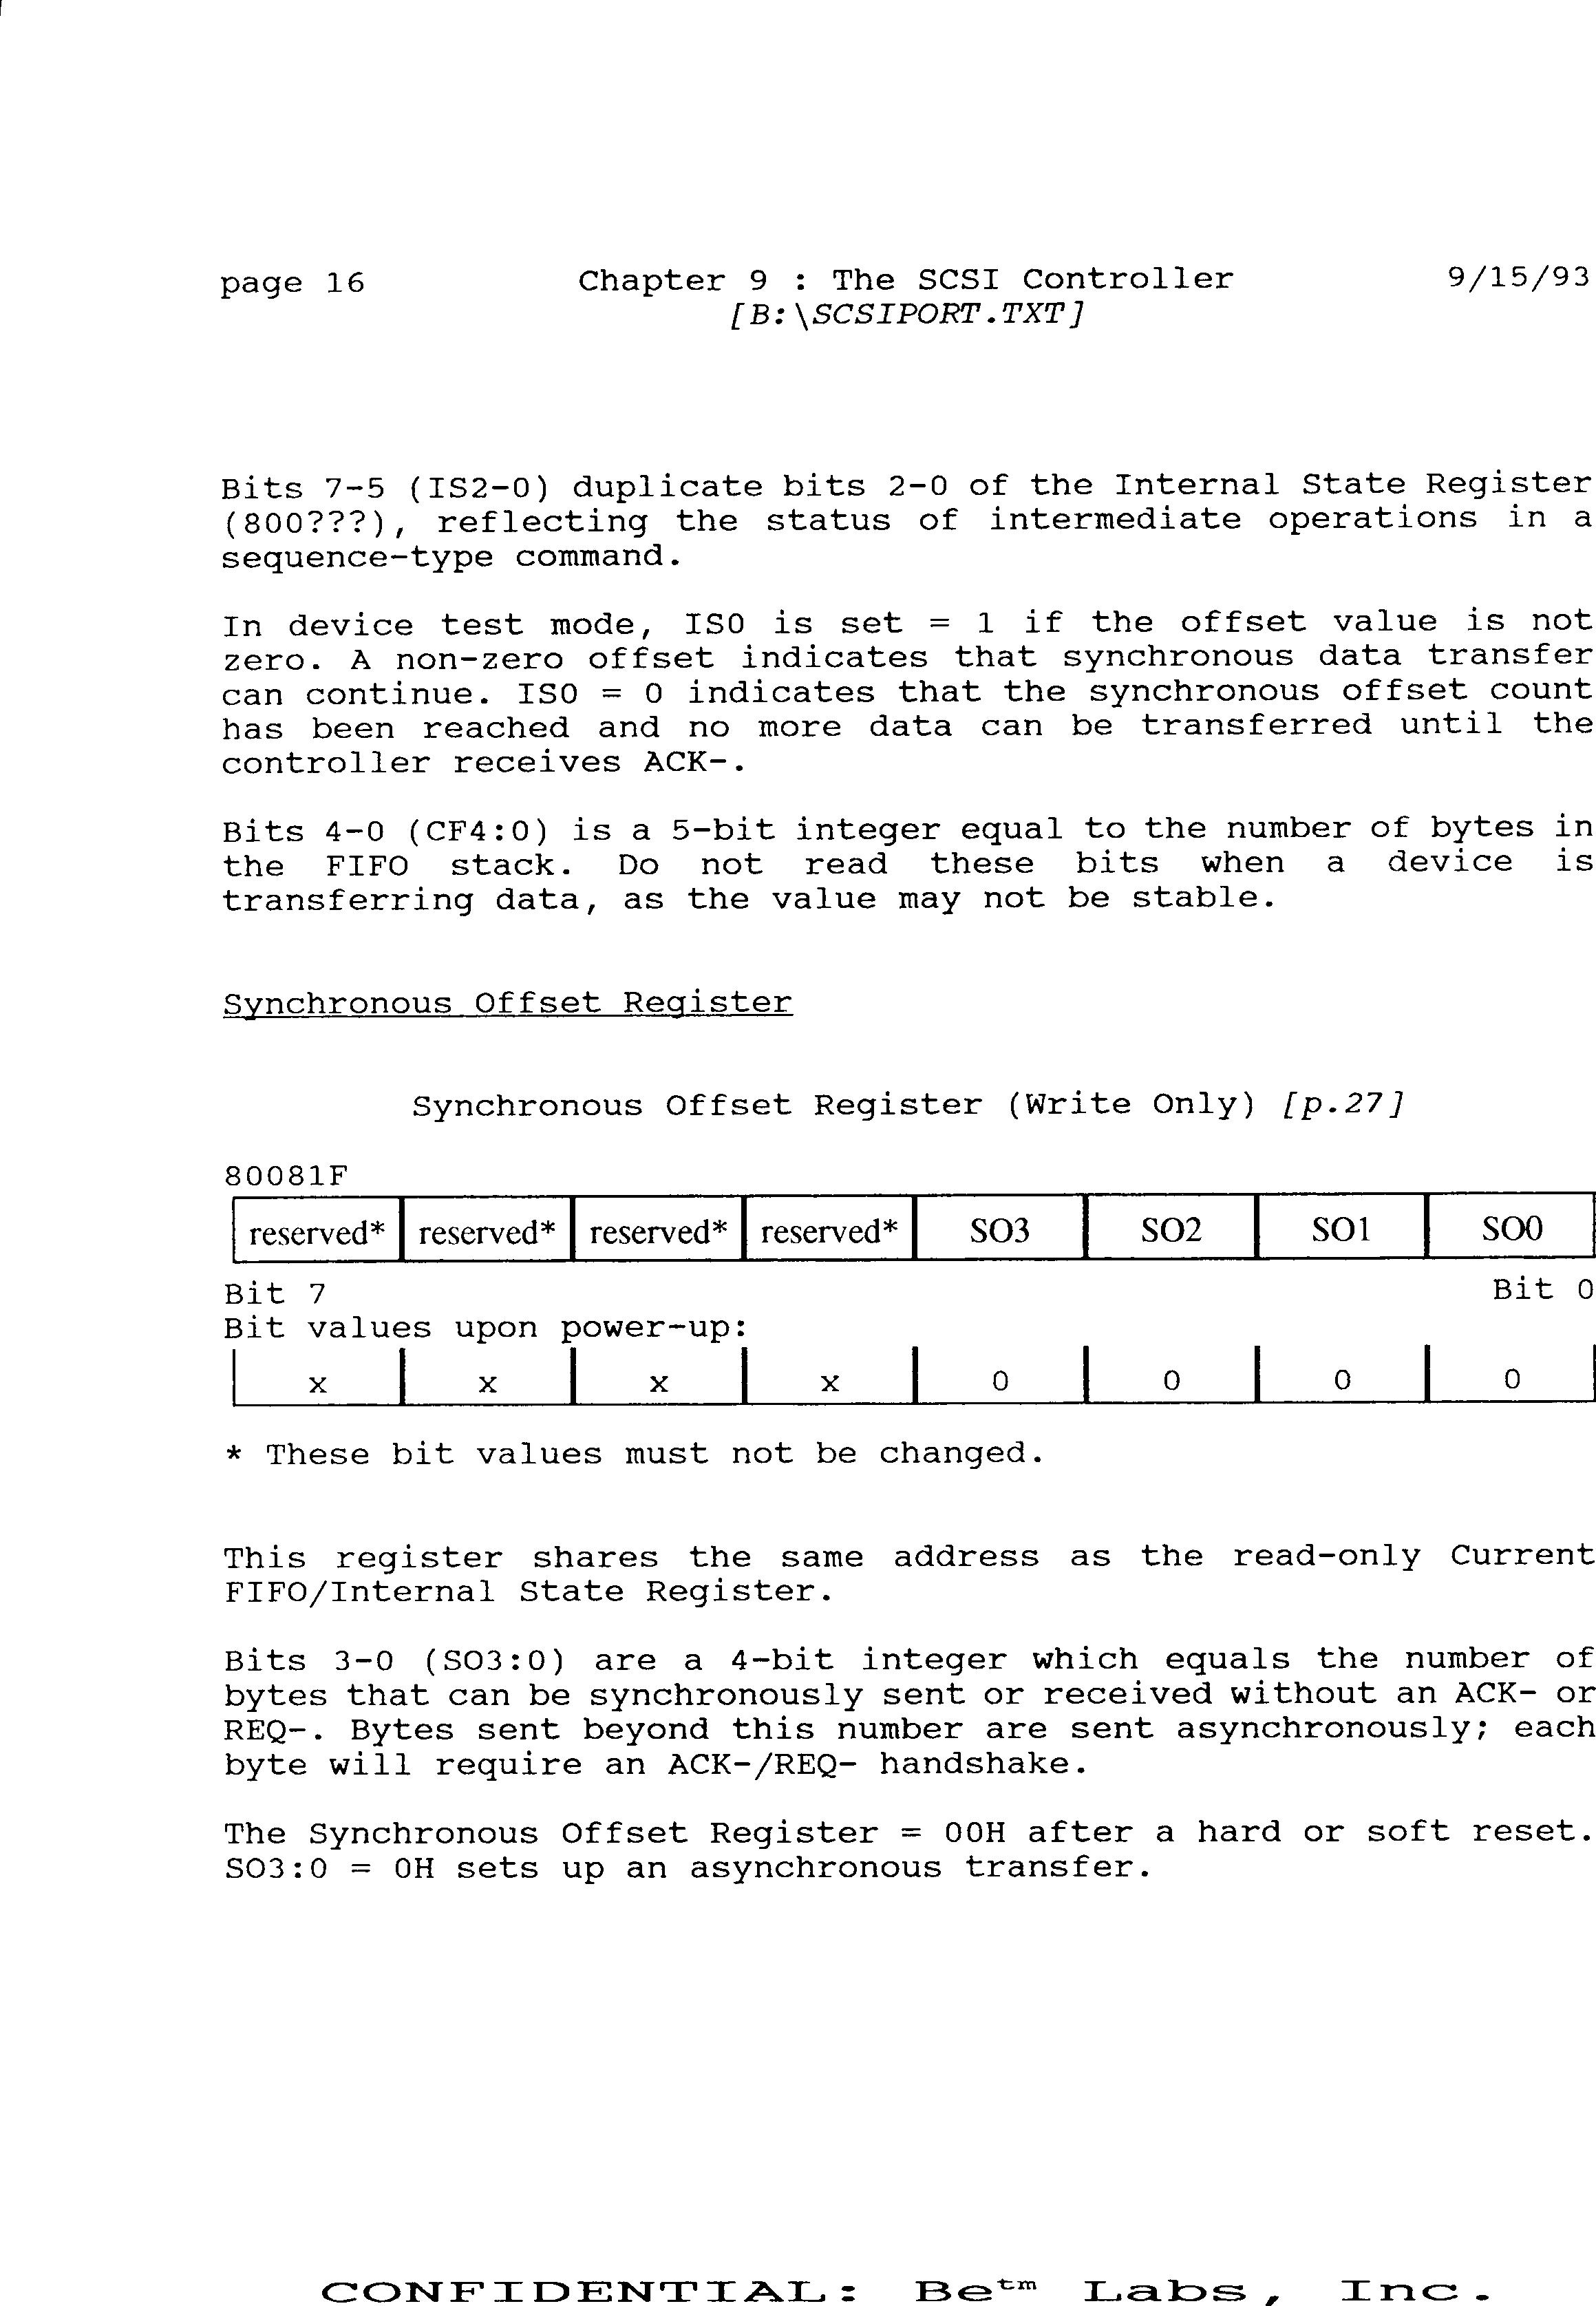 page 16 Chapter 9 : The SCSI Controller 9/15/93
[B:\SCSIPORT.TXT]
Bits 7-5 (IS2-0) duplicate bits 2-0 of the Internal State Register
(800???), reflecting the status of intermediate operations in a
sequence-type command.
In device test mode, IS0 is set = 1 if the offset value is not
zero. A non-zero offset indicates that synchronous data transfer
can continue. IS0 = 0 indicates that the synchronous offset count
has been reached and no more data can be transferred until the
controller receives ACK-.
Bits 4-0 (CF4:0) is a 5-bit integer equal to the number of bytes in
the FIFO stack. Do not read these bits when a device is
transferring data, as the value may not be stable.
Synchronous Offset Register
Synchronous Offset Register (Write Only) [p.27]
80081F
reserved* reserved* reserved* reserved* SO3 SO2 SO1 SO0
Bit 7 Bit 0
Bit values upon power-up:
x x x x 0 0 0 0
* These bit values must not be changed.
This register shares the same address as the read-only Current
FIFO/Internal State Register.
Bits 3-0 (SO3:0) are a 4-bit integer which equals the number of
bytes that can be synchronously sent or received without an ACK- or
REQ-. Bytes sent beyond this number are sent asynchronously; each
byte will require an ACK-/REQ- handshake.
The Synchronous Offset Register = 00H after a hard or soft reset.
SO3:0 = 0H sets up an asynchronous transfer.
CONFIDENTIAL: Be™ Labs, Inc.